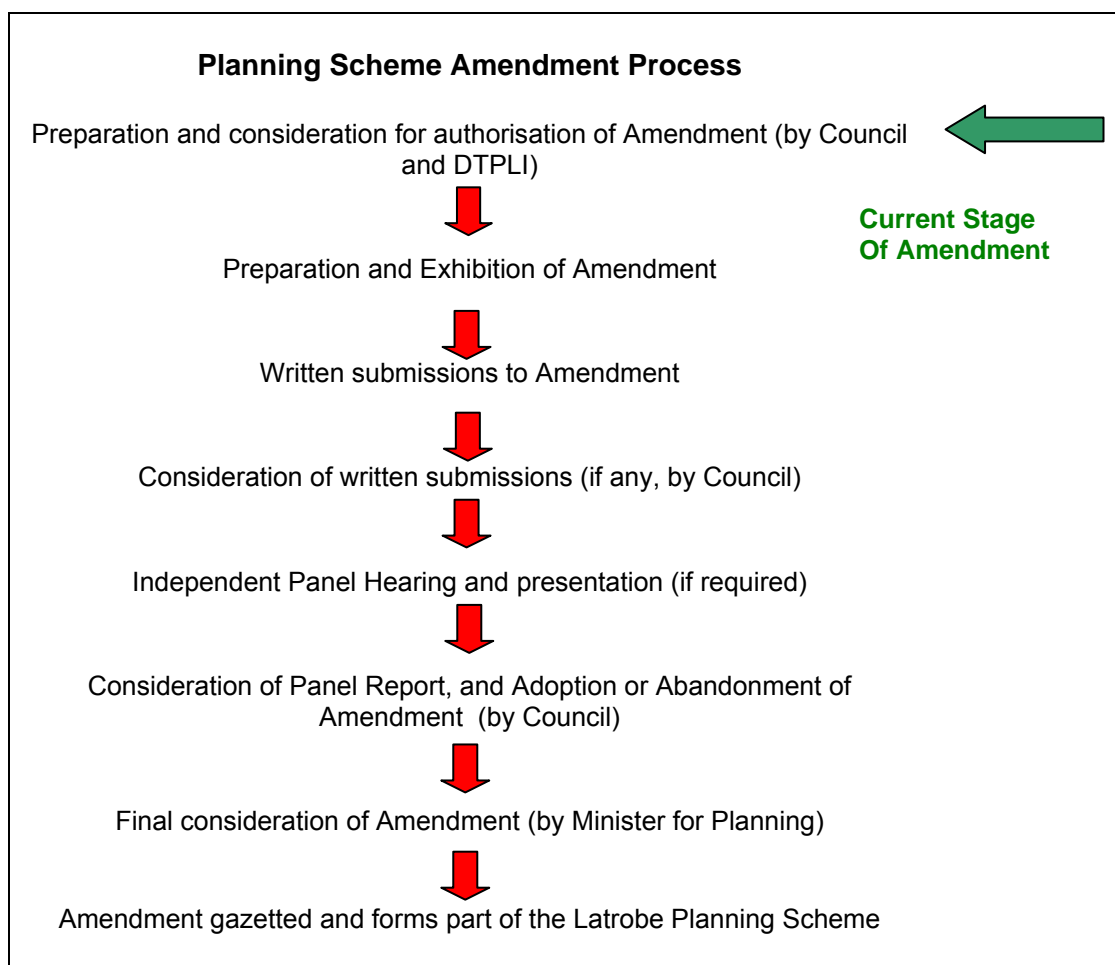 Planning Scheme Amendment Process
Preparation and consideration for authorisation of Amendment (by Council
and DTPLI)
Current Stage
Of Amendment
Preparation and Exhibition of Amendment
Written submissions to Amendment
Consideration of written submissions (if any, by Council)
Independent Panel Hearing and presentation (if required)
Consideration of Panel Report, and Adoption or Abandonment of
Amendment  (by Council)
Final consideration of Amendment (by Minister for Planning)
Amendment gazetted and forms part of the Latrobe Planning Scheme